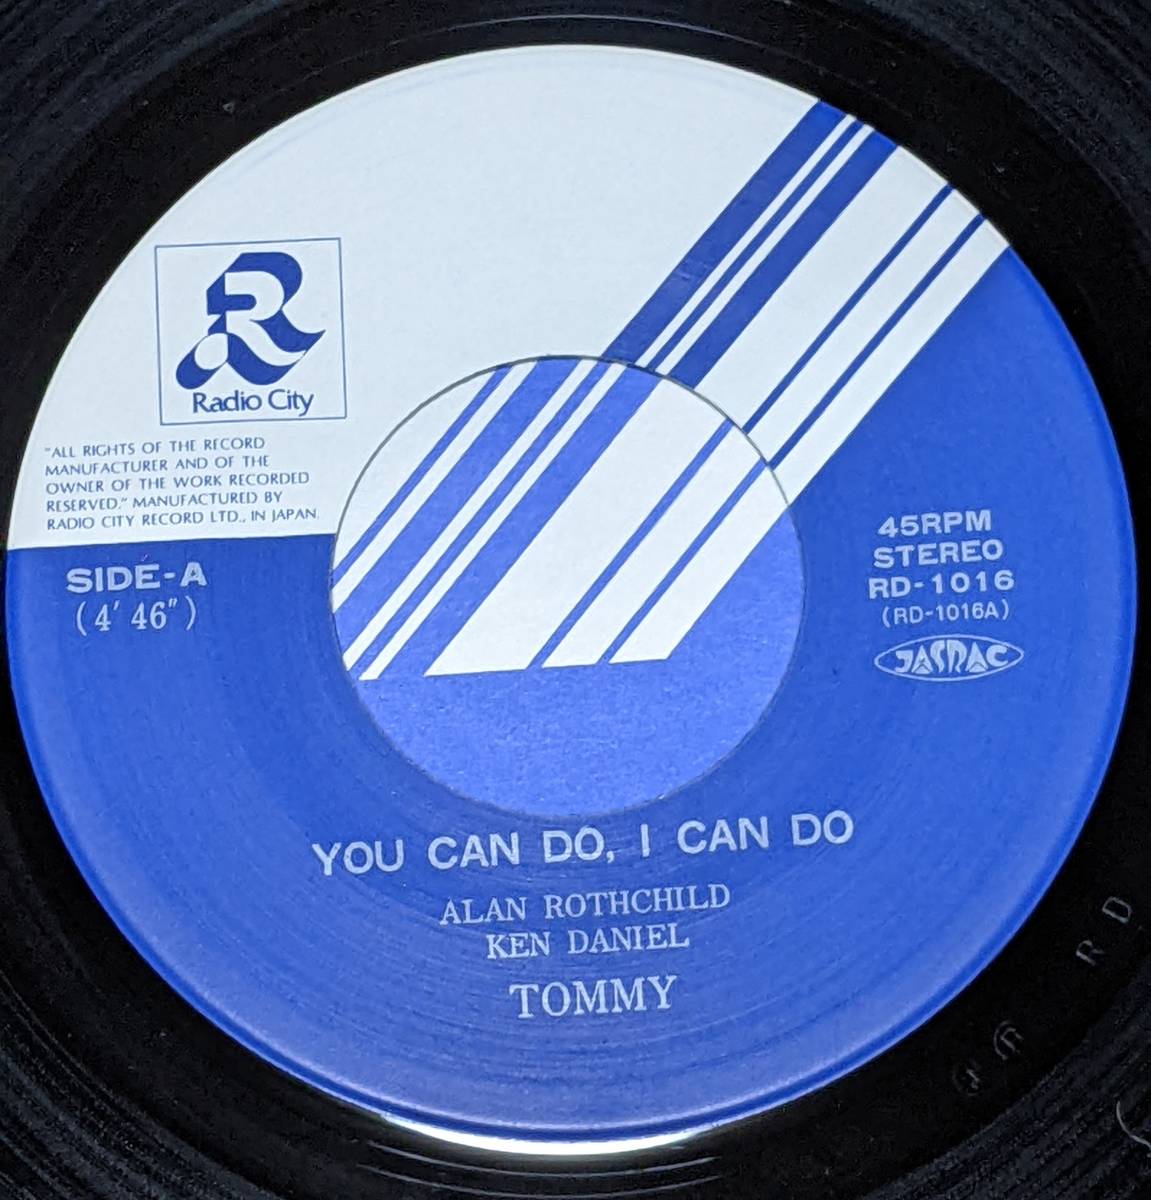 R
Radio City
"ALL RIGHTS OF THE RECORD
MANUFACTURER AND OF THE
OWNER OF THE WORK RECORDED
RESERVED." MANUFACTURED BY
RADIO CITY RECORD LTD., IN JAPAN.
SIDE-A
(4' 46")
45RPM
STEREO
RD-1016
(RD-1016A)
JASRAC
YOU CAN DO, I CAN DO
ALAN ROTHCHILD
KEN DANIEL
TOMMY
R D